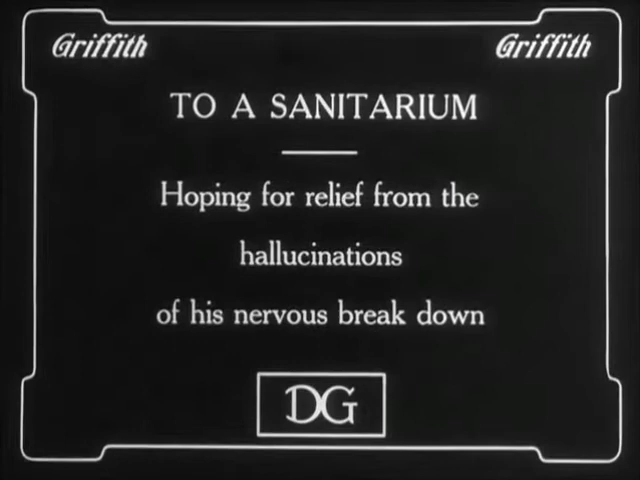 Griffith Griffith
TO A SANITARIUM
Hoping for relief from the
hallucinations
of his nervous break down
DG